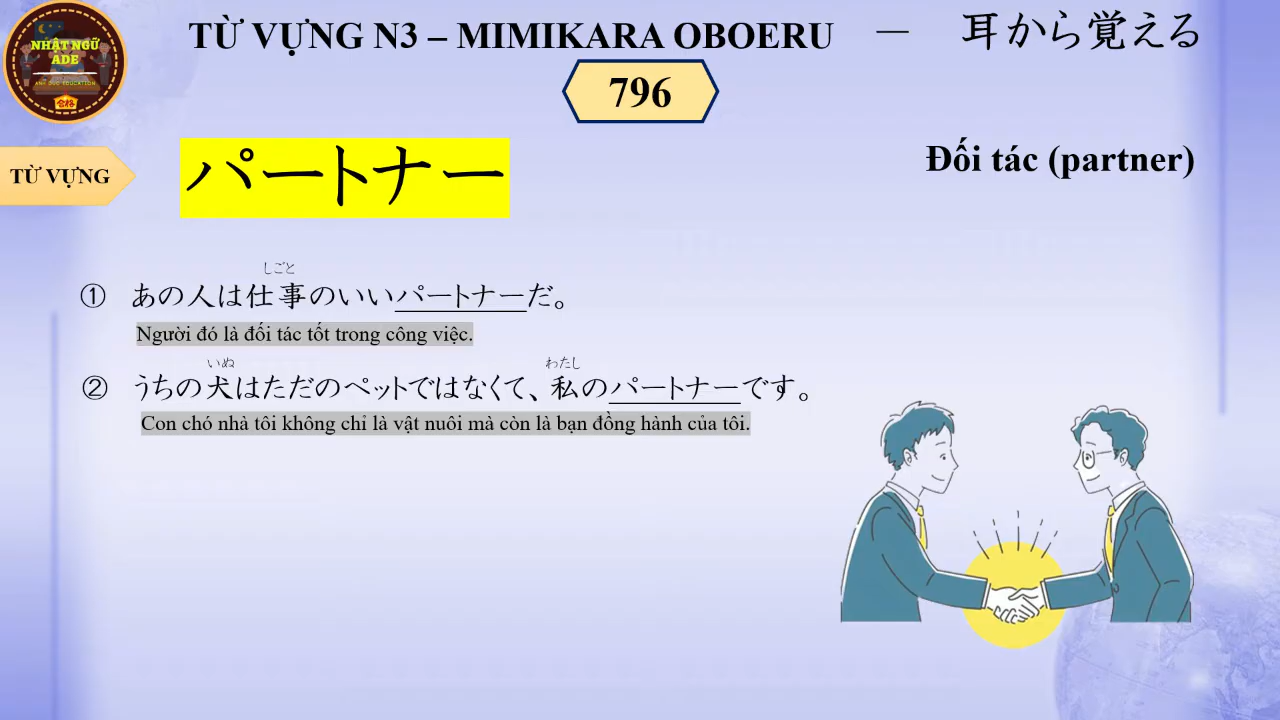 NHẬT NGỮ
ADE
ANH DUC EDUCATION
合格
TỪ VỰNG N3 – MIMIKARA OBOERU － 耳から覚える
796
TỪ VỰNG
パートナー
Đối tác (partner)
しごと
① あの人は仕事のいいパートナーだ。
Người đó là đối tác tốt trong công việc.
いぬ わたし
② うちの犬はただのペットではなくて、私のパートナーです。
Con chó nhà tôi không chỉ là vật nuôi mà còn là bạn đồng hành của tôi.